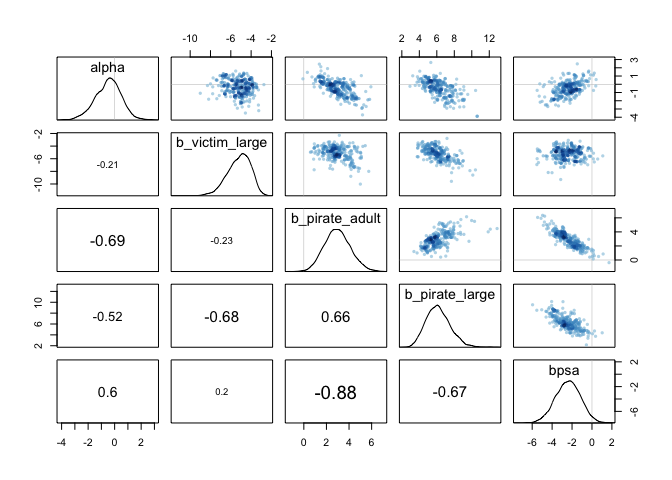 -10 -6 -4 -2
2 4 6 8 12
alpha
-4 -1 1 3
-10 -6 -2
-0.21
b_victim_large
-0.69
-0.23
b_pirate_adult
0 4
2 6 12
-0.52
-0.68
0.66
b_pirate_large
0.6
0.2
-0.88
-0.67
bpsa
-6 -2 2
-4 -2 0 2
0 2 4 6
-6 -4 -2 0 2